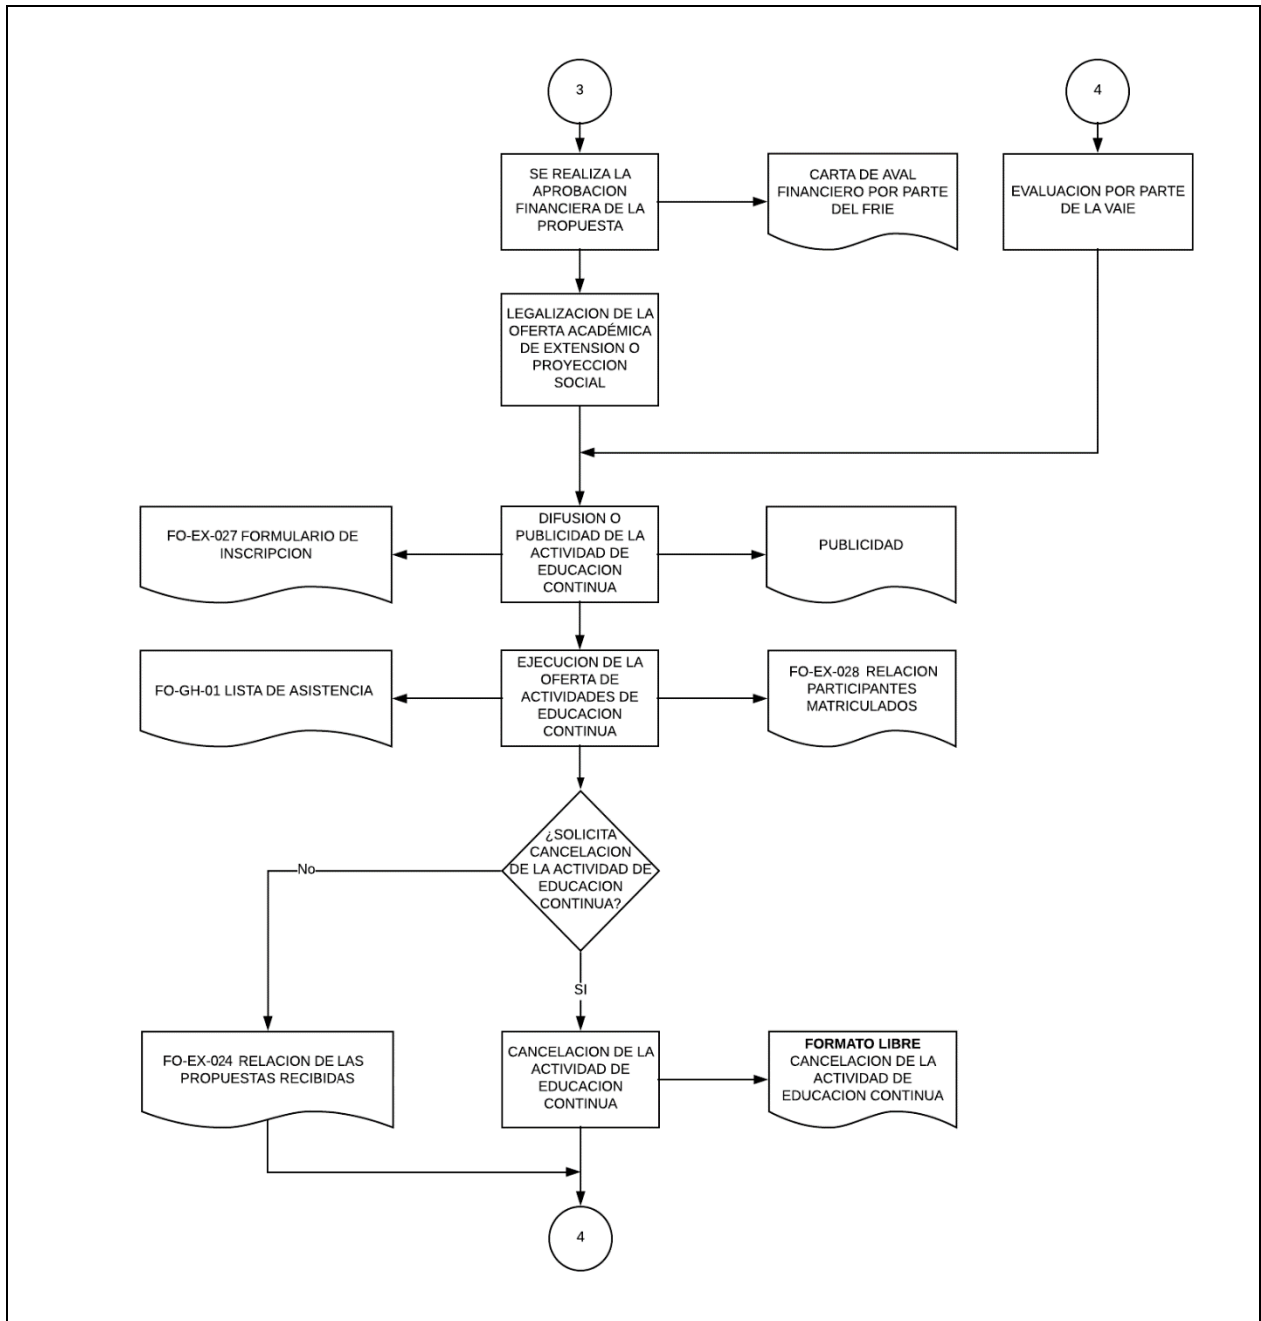 3
4
SE REALIZA LA
APROBACION
FINANCIERA DE LA
PROPUESTA
CARTA DE AVAL
FINANCIERO POR PARTE
DEL FRIE
EVALUACION POR PARTE
DE LA VAIE
LEGALIZACION DE LA
OFERTA ACADÉMICA
DE EXTENSION O
PROYECCION
SOCIAL
FO-EX-027 FORMULARIO DE
INSCRIPCION
DIFUSION O
PUBLICIDAD DE LA
ACTIVIDAD DE
EDUCACION
CONTINUA
PUBLICIDAD
FO-GH-01 LISTA DE ASISTENCIA
EJECUCION DE LA
OFERTA DE
ACTIVIDADES DE
EDUCACION
CONTINUA
FO-EX-028 RELACION
PARTICIPANTES
MATRICULADOS
¿SOLICITA
CANCELACION
DE LA ACTIVIDAD DE
EDUCACION
CONTINUA?
No
SI
FO-EX-024 RELACION DE LAS
PROPUESTAS RECIBIDAS
CANCELACION DE LA
ACTIVIDAD DE
EDUCACION
CONTINUA
FORMATO LIBRE
CANCELACION DE LA
ACTIVIDAD DE
EDUCACION CONTINUA
4